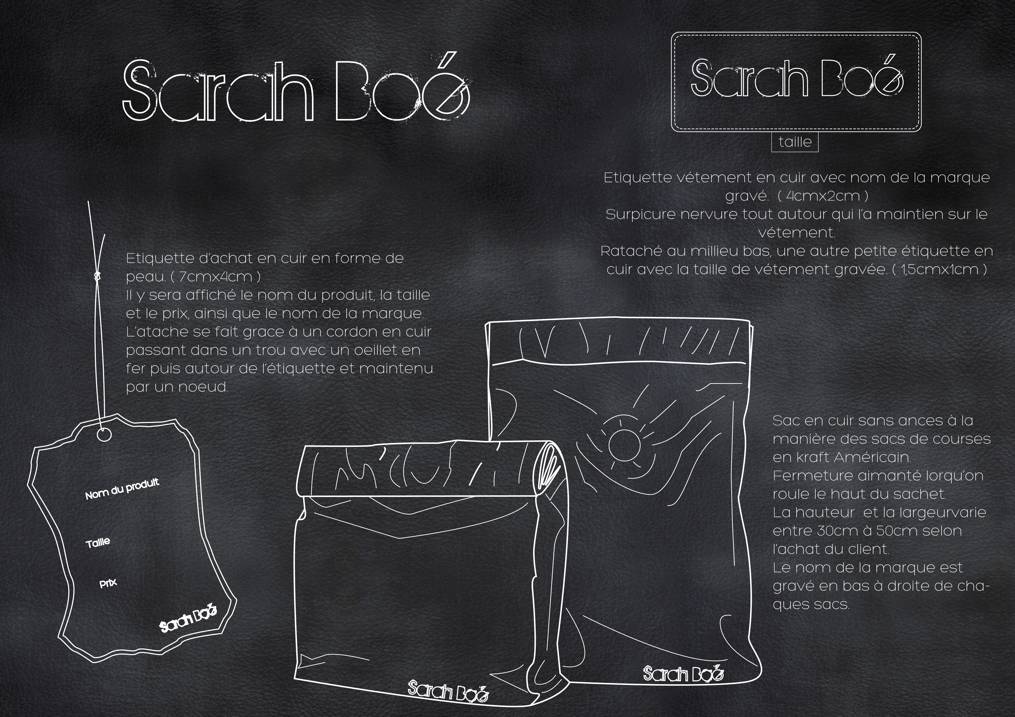 Sarah Boé
Sarah Boé
taille
Etiquette vétement en cuir avec nom de la marque
gravé. ( 4cmx2cm )
Surpicure nervure tout autour qui l'a maintien sur le
vétement.
Rataché au millieu bas, une autre petite étiquette en
cuir avec la taille de vétement gravée. ( 1,5cmx1cm )
Etiquette d'achat en cuir en forme de
peau. ( 7cmx4cm )
Il y sera affiché le nom du produit, la taille
et le prix, ainsi que le nom de la marque.
L'atache se fait grace à un cordon en cuir
passant dans un trou avec un oeillet en
fer puis autour de l'étiquette et maintenu
par un noeud.
Nom du produit
Taille
Prix
Sarah Boé
Sac en cuir sans ances à la
manière des sacs de courses
en kraft Américain.
Fermeture aimanté lorqu'on
roule le haut du sachet.
La hauteur et la largeurvarie
entre 30cm à 50cm selon
l'achat du client.
Le nom de la marque est
gravé en bas à droite de cha-
ques sacs.
Sarah Boé
Sarah Boé